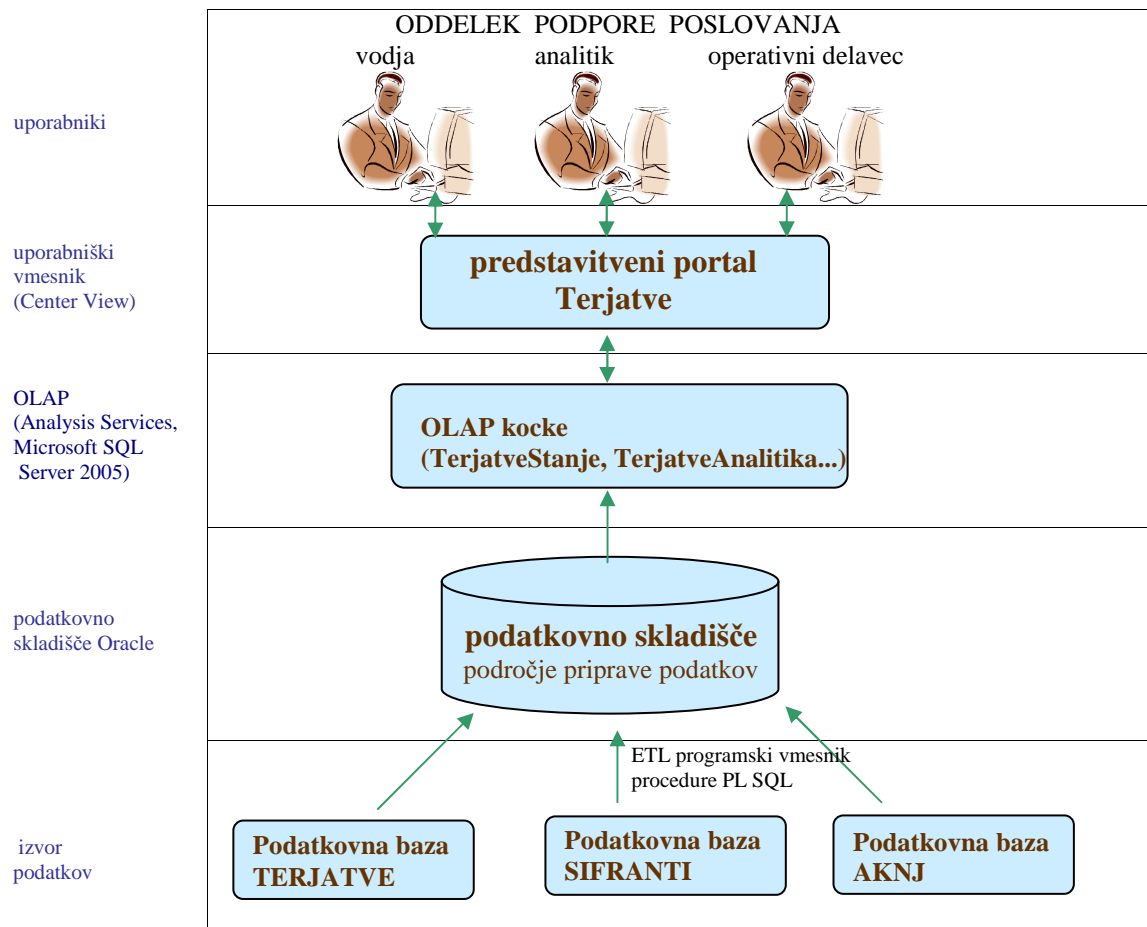 ODDELEK PODPORE POSLOVANJA
vodja
analitik
operativni delavec
uporabniki
uporabniški
vmesnik
(Center View)
predstavitveni portal
Terjatve
OLAP
(Analysis Services,
Microsoft SQL
Server 2005)
OLAP kocke
(TerjatveStanje, TerjatveAnalitika...)
podatkovno
skladišče Oracle
podatkovno skladišče
področje priprave podatkov
ETL programski vmesnik
procedure PL SQL
izvor
podatkov
Podatkovna baza
TERJATVE
Podatkovna baza
SIFRANTI
Podatkovna baza
AKNJ